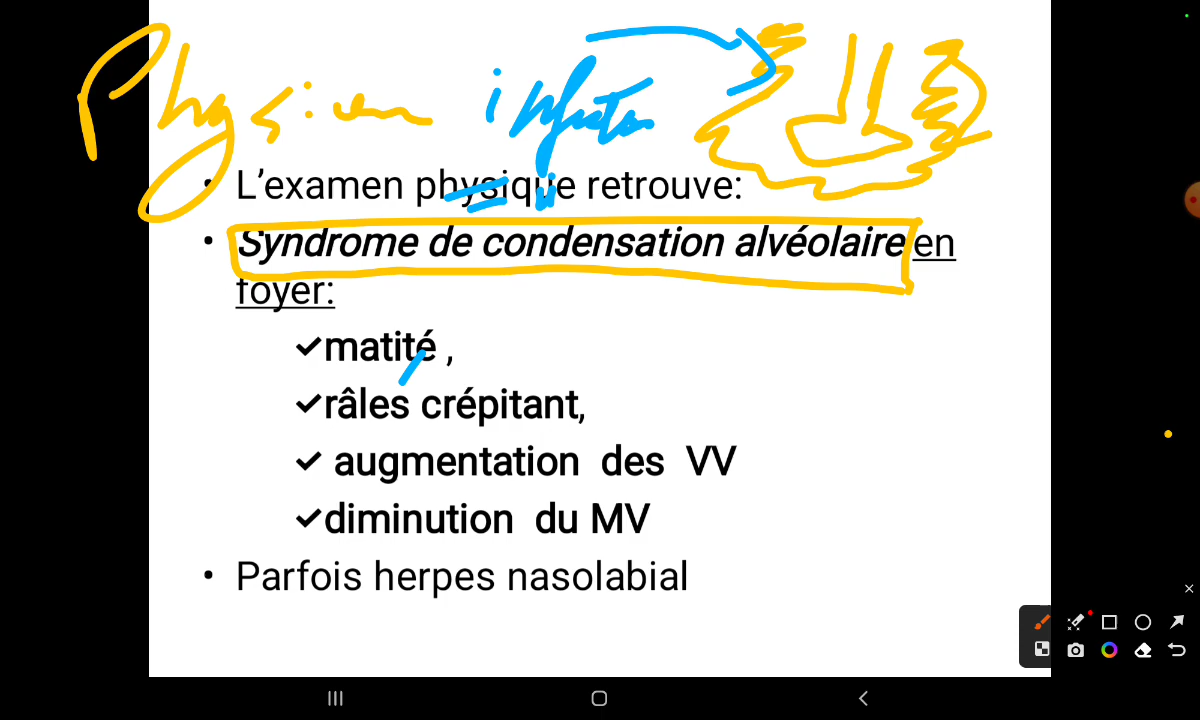 • L'examen physique retrouve:
• Syndrome de condensation alvéolaire en
foyer:
✓matité ,
✓râles crépitant,
✓ augmentation des VV
✓diminution du MV
• Parfois herpes nasolabial